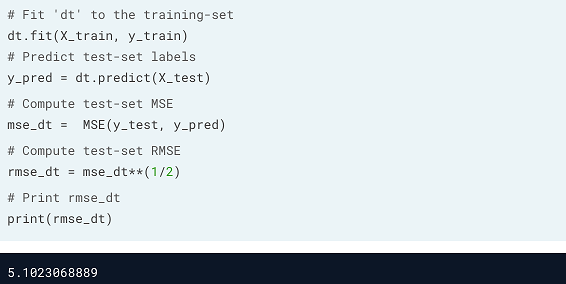 # Fit 'dt' to the training-set
dt.fit(X_train, y_train)
# Predict test-set labels
y_pred = dt.predict(X_test)
# Compute test-set MSE
mse_dt =  MSE(y_test, y_pred)
# Compute test-set RMSE
rmse_dt = mse_dt**(1/2)
# Print rmse_dt
print(rmse_dt)
5.1023068889